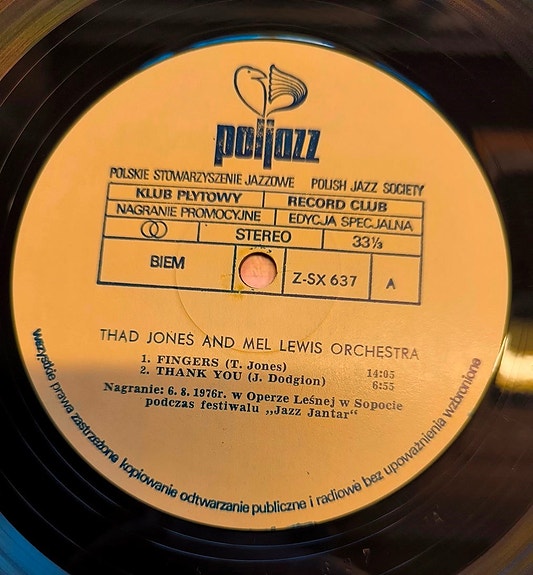 poljazz
POLSKIE STOWARZYSZENIE JAZZOWE POLISH JAZZ SOCIETY
KLUB PŁYTOWY RECORD CLUB
NAGRANIE PROMOCYJNE EDYCJA SPECJALNA
STEREO 33⅓
BIEM Z-SX 637 A
THAD JONES AND MEL LEWIS ORCHESTRA
1. FINGERS (T. Jones) 14:05
2. THANK YOU (J. Dodgion) 6:55
Nagranie: 6. 8. 1976r. w Operze Leśnej w Sopocie
podczas festiwalu „Jazz Jantar“
Wszystkie prawa zastrzeżone kopiowanie odtwarzanie publiczne i radiowe bez upoważnienia wzbronione